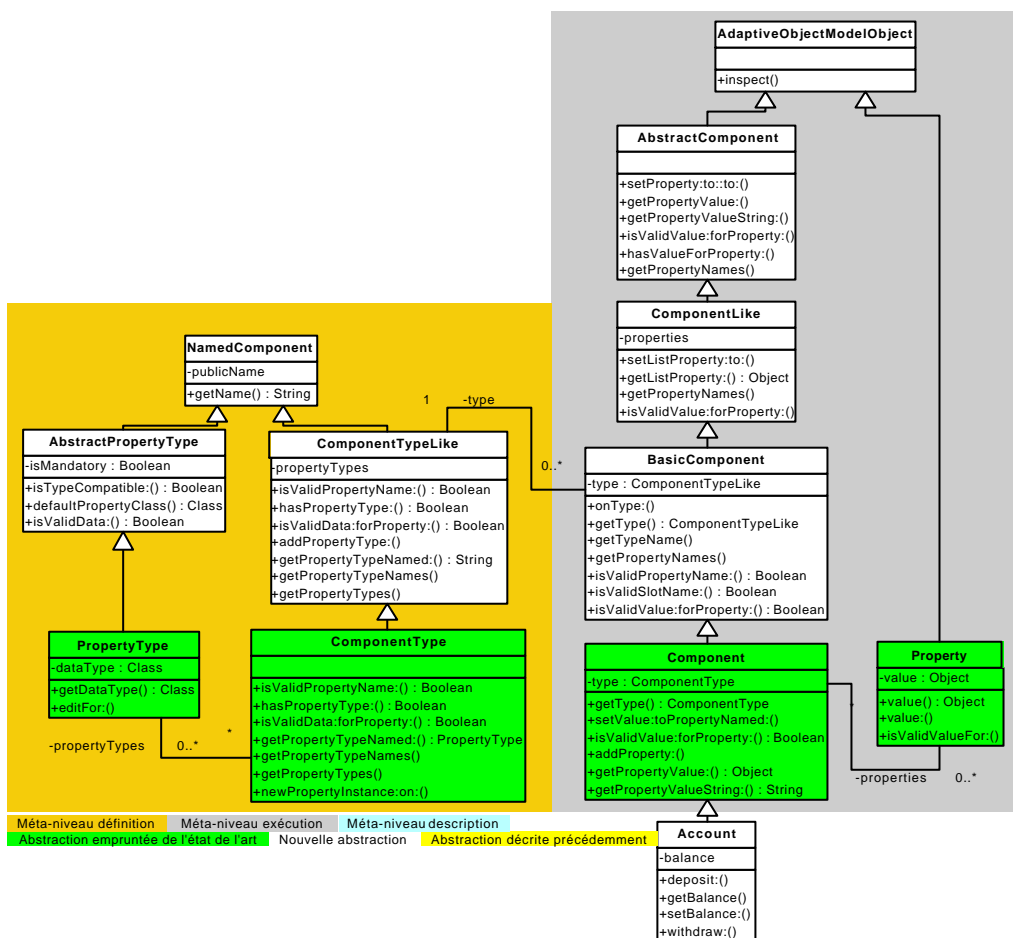 AdaptiveObjectModelObject
+inspect()
AbstractComponent
+setProperty:to::to:()
+getPropertyValue:()
+getPropertyValueString:()
+isValidValue:forProperty:()
+hasValueForProperty:()
+getPropertyNames()
ComponentLike
-properties
+setListProperty:to:()
+getListProperty:() : Object
+getPropertyNames()
+isValidValue:forProperty:()
NamedComponent
-publicName
+getName() : String
1
-type
0..*
AbstractPropertyType
-isMandatory : Boolean
+isTypeCompatible:() : Boolean
+defaultPropertyClass() : Class
+isValidData:() : Boolean
ComponentTypeLike
-propertyTypes
+isValidPropertyName:() : Boolean
+hasPropertyType:() : Boolean
+isValidData:forProperty:() : Boolean
+addPropertyType:()
+getPropertyTypeNamed:() : String
+getPropertyTypeNames()
+getPropertyTypes()
BasicComponent
-type : ComponentTypeLike
+onType:()
+getType() : ComponentTypeLike
+getTypeName()
+getPropertyNames()
+isValidPropertyName:() : Boolean
+isValidSlotName:() : Boolean
+isValidValue:forProperty:() : Boolean
PropertyType
-dataType : Class
+getDataType() : Class
+editFor:()
-propertyTypes
0..*
*
ComponentType
+isValidPropertyName:() : Boolean
+hasPropertyType:() : Boolean
+isValidData:forProperty:() : Boolean
+getPropertyTypeNamed:() : PropertyType
+getPropertyTypeNames()
+getPropertyTypes()
+newPropertyInstance:on:()
Component
-type : ComponentType
+getType() : ComponentType
+setValue:toPropertyNamed:()
+isValidValue:forProperty:() : Boolean
+addProperty:()
+getPropertyValue:() : Object
+getPropertyValueString:() : String
*
Property
-value : Object
+value() : Object
+value:()
+isValidValueFor:()
-properties
0..*
Méta-niveau définition Méta-niveau exécution Méta-niveau description
Abstraction empruntée de l'état de l'art Nouvelle abstraction Abstraction décrite précédemment
Account
-balance
+deposit:()
+getBalance()
+setBalance:()
+withdraw:()